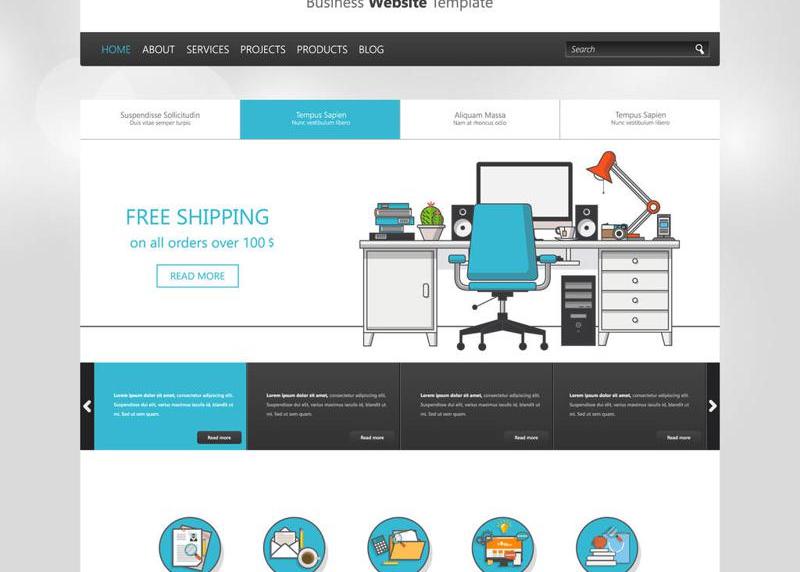 Business Website Template
HOME ABOUT SERVICES PROJECTS PRODUCTS BLOG Search
Suspendisse Sollicitudin
Duis vitae semper turpis
Tempus Sapien
Nunc vestibulum libero
Aliquam Massa
Nam at rhoncus odio
Tempus Sapien
Nunc vestibulum libero
FREE SHIPPING
on all orders over 100 $
READ MORE
Lorem ipsum dolor sit amet, consectetur adipiscing elit.
Suspendisse dui elit, varius maximus iaculis id, blandit ut
mi. Sed ut sem quam.
Read more
Lorem ipsum dolor sit amet, consectetur adipiscing elit.
Suspendisse dui elit, varius maximus iaculis id, blandit ut
mi. Sed ut sem quam.
Read more
Lorem ipsum dolor sit amet, consectetur adipiscing elit.
Suspendisse dui elit, varius maximus iaculis id, blandit ut
mi. Sed ut sem quam.
Read more
Lorem ipsum dolor sit amet, consectetur adipiscing elit.
Suspendisse dui elit, varius maximus iaculis id, blandit ut
mi. Sed ut sem quam.
Read more